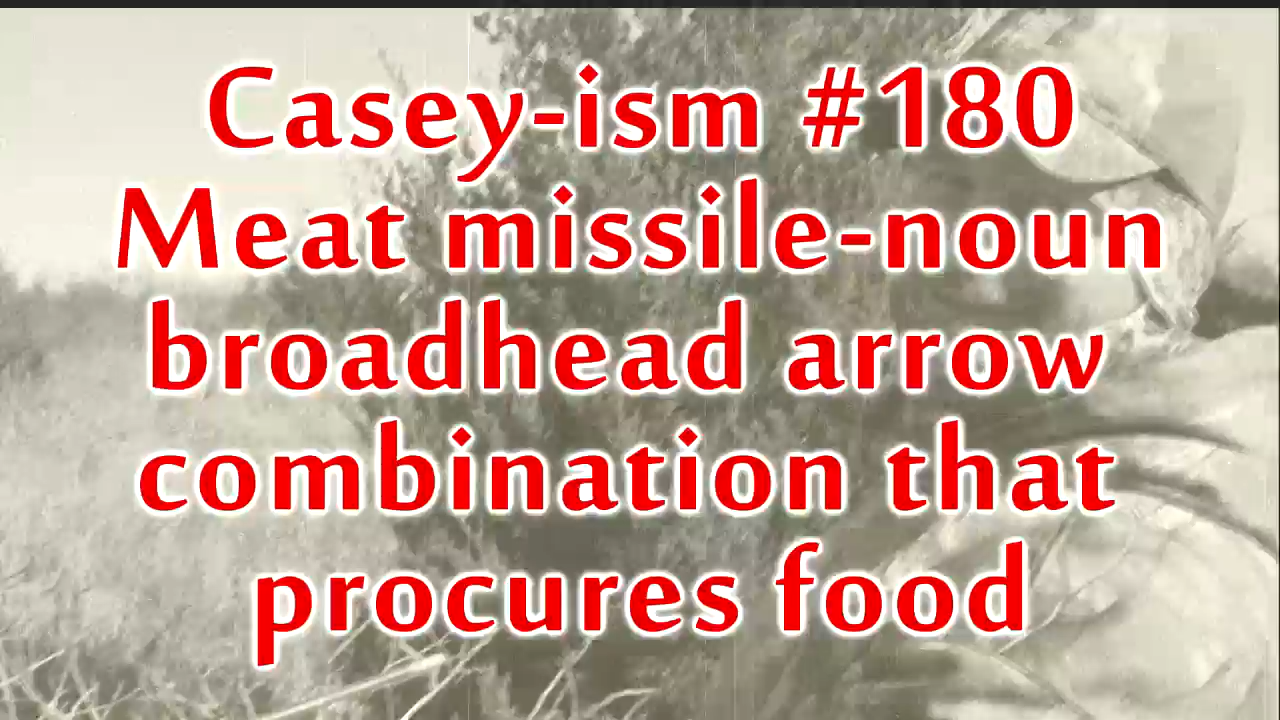 Casey-ism #180
Meat missile-noun
broadhead arrow
combination that
procures food